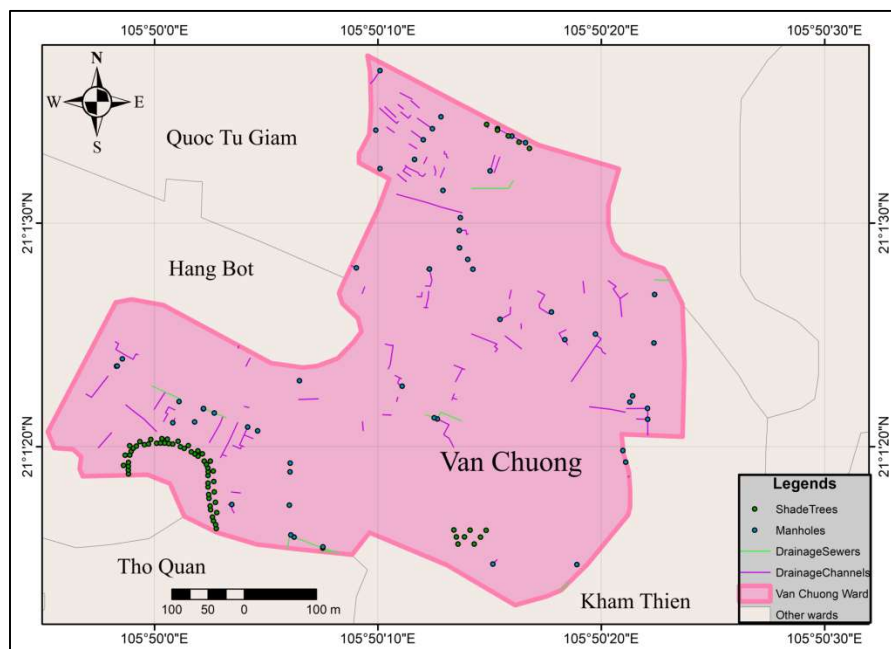 105°50'0"E 105°50'10"E 105°50'20"E 105°50'30"E
N
W E
S
Quoc Tu Giam
21°1'30"N 21°1'30"N
Hang Bot
21°1'20"N 21°1'20"N
Van Chuong
Legends
ShadeTrees
Manholes
DrainageSewers
DrainageChannels
Van Chuong Ward
Other wards
Tho Quan
100 50 0 100 m
Kham Thien
105°50'0"E 105°50'10"E 105°50'20"E 105°50'30"E